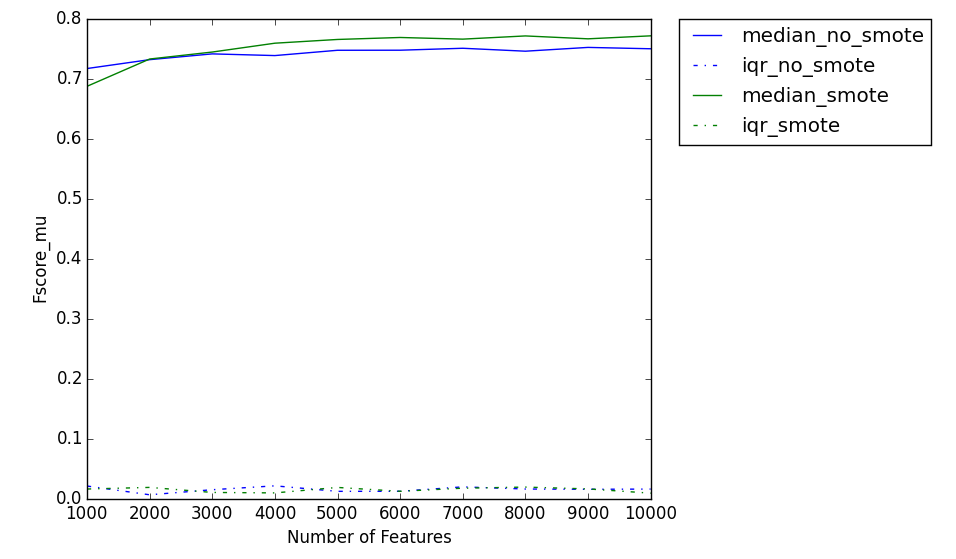 0.8
0.7
0.6
0.5
0.4
0.3
0.2
0.1
0.0
Fscore_mu
1000 2000 3000 4000 5000 6000 7000 8000 9000 10000
Number of Features
median_no_smote
iqr_no_smote
median_smote
iqr_smote